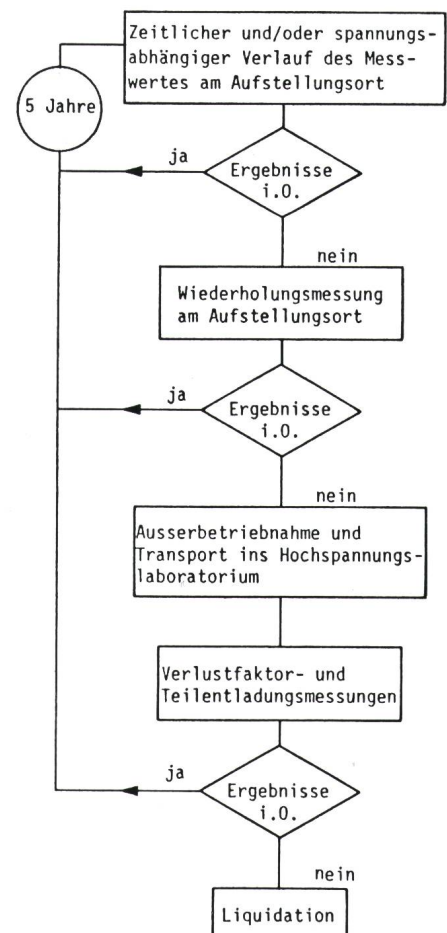 Zeitlicher und/oder spannungs-
abhängiger Verlauf des Mess-
wertes am Aufstellungsort
5 Jahre
ja
Ergebnisse
i.O.
nein
Wiederholungsmessung
am Aufstellungsort
ja
Ergebnisse
i.O.
nein
Ausserbetriebnahme und
Transport ins Hochspannungs-
laboratorium
Verlustfaktor- und
Teilentladungsmessungen
ja
Ergebnisse
i.O.
nein
Liquidation